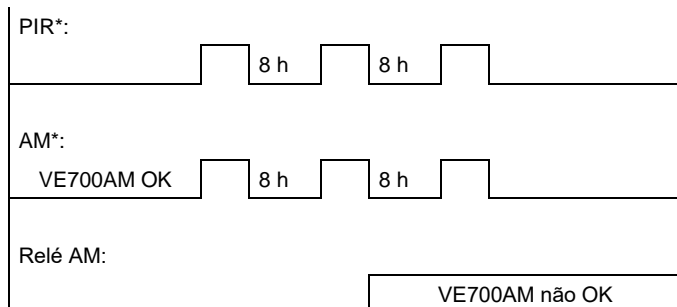 PIR*:
8 h 8 h
AM*:
VE700AM OK 8 h 8 h
Relé AM:
VE700AM não OK